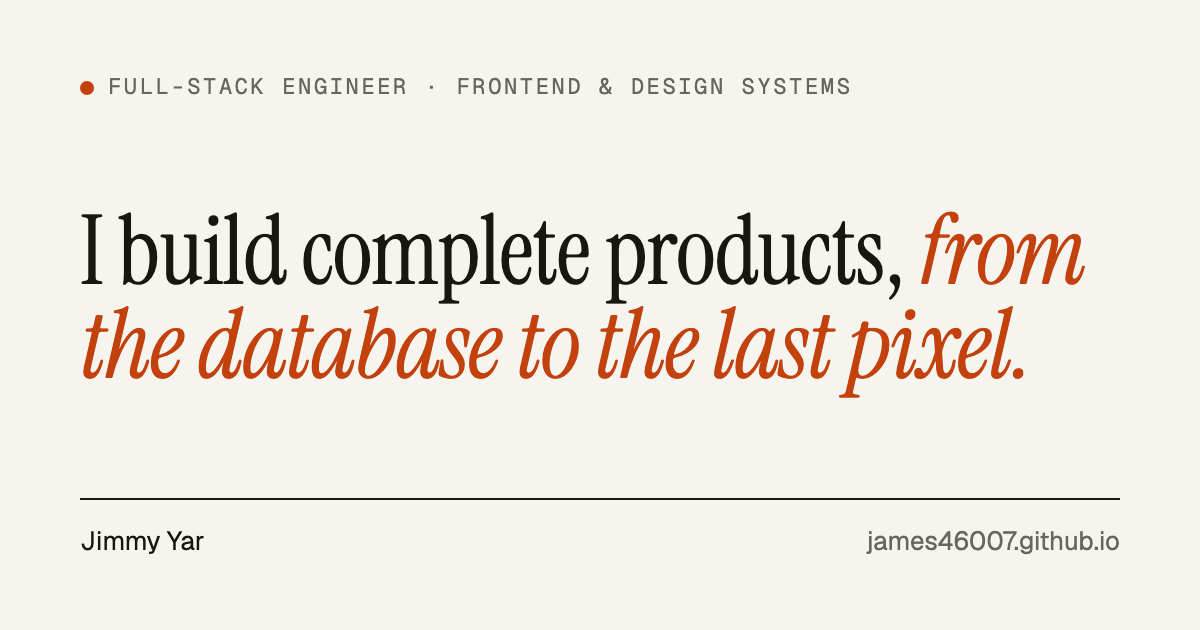 FULL-STACK ENGINEER · FRONTEND & DESIGN SYSTEMS
I build complete products, from
the database to the last pixel.
Jimmy Yar
james46007.github.io